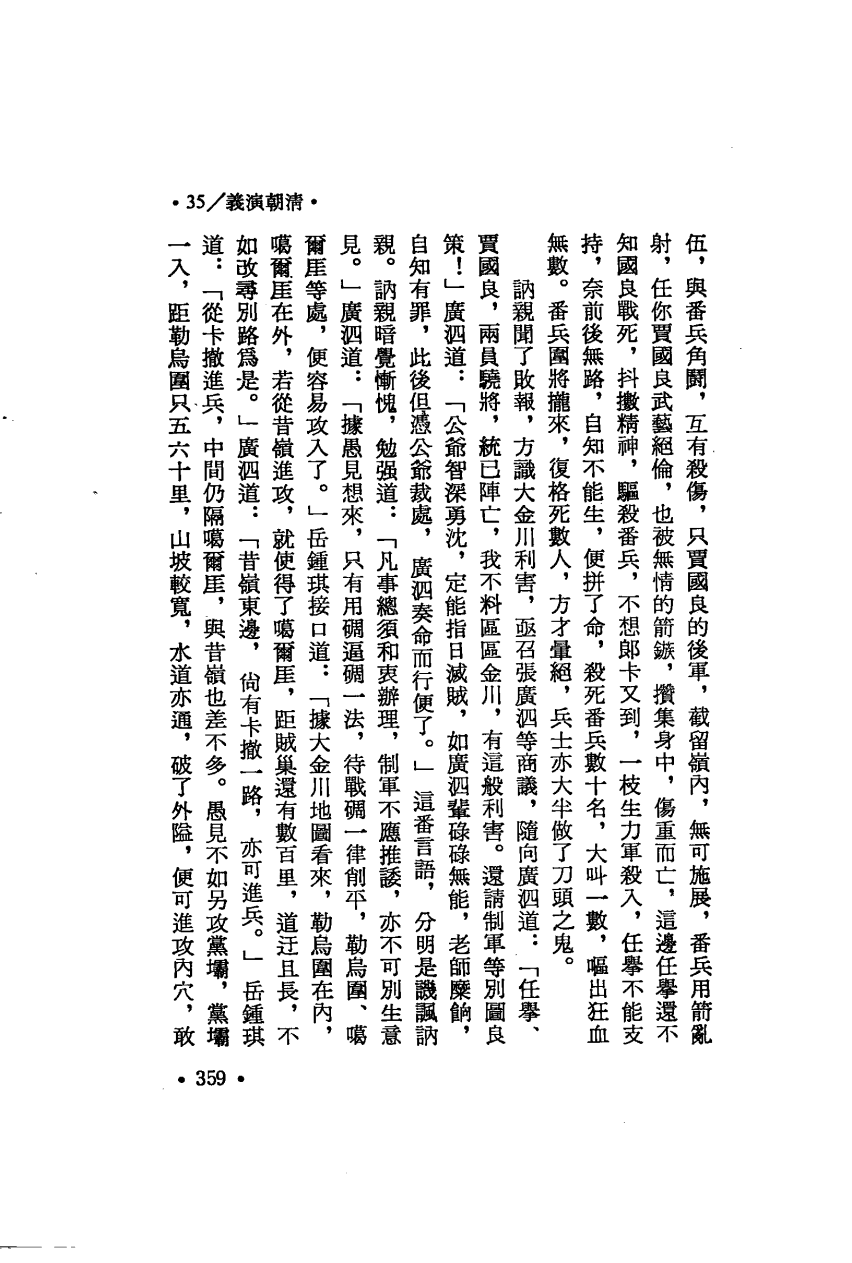 •35／義演朝清•
伍，與番兵角鬭，互有殺傷，只賈國良的後軍，截留嶺內，無可施展，番兵用箭亂
射，任你賈國良武藝絕倫，也被無情的箭鏃，攢集身中，傷重而亡，這邊任舉還不
知國良戰死，抖擻精神，驅殺番兵，不想郎卡又到，一枝生力軍殺入，任舉不能支
持，奈前後無路，自知不能生，便拼了命，殺死番兵數十名，大叫一數，嘔出狂血
無數。番兵圍將攏來，復格死數人，方才暈絕，兵士亦大半做了刀頭之鬼。
訥親聞了敗報，方識大金川利害，亟召張廣泗等商議，隨向廣泗道：「任舉、
賈國良，兩員驍將，統已陣亡，我不料區區金川，有這般利害。還請制軍等別圖良
策！」廣泗道：「公爺智深勇沈，定能指日滅賊，如廣泗輩碌碌無能，老師糜餉，
自知有罪，此後但憑公爺裁處，廣泗奏命而行便了。」這番言語，分明是譏諷訥
親。訥親暗覺慚愧，勉强道：「凡事總須和衷辦理，制軍不應推諉，亦不可別生意
見。」廣泗道：「據愚見想來，只有用碉逼碉一法，待戰碉一律削平，勒烏圍、噶
爾厓等處，便容易攻入了。」岳鍾琪接口道：「據大金川地圖看來，勒烏圍在內，
噶爾厓在外，若從昔嶺進攻，就使得了噶爾厓，距賊巢還有數百里，道迂且長，不
如改尋別路爲是。」廣泗道：「昔嶺東邊，尙有卡撤一路，亦可進兵。」岳鍾琪
道：「從卡撤進兵，中間仍隔噶爾厓，與昔嶺也差不多。愚見不如另攻黨壩，黨壩
一入，距勒烏圍只五六十里，山坡較寬，水道亦通，破了外隘，便可進攻內穴，敢
•359•